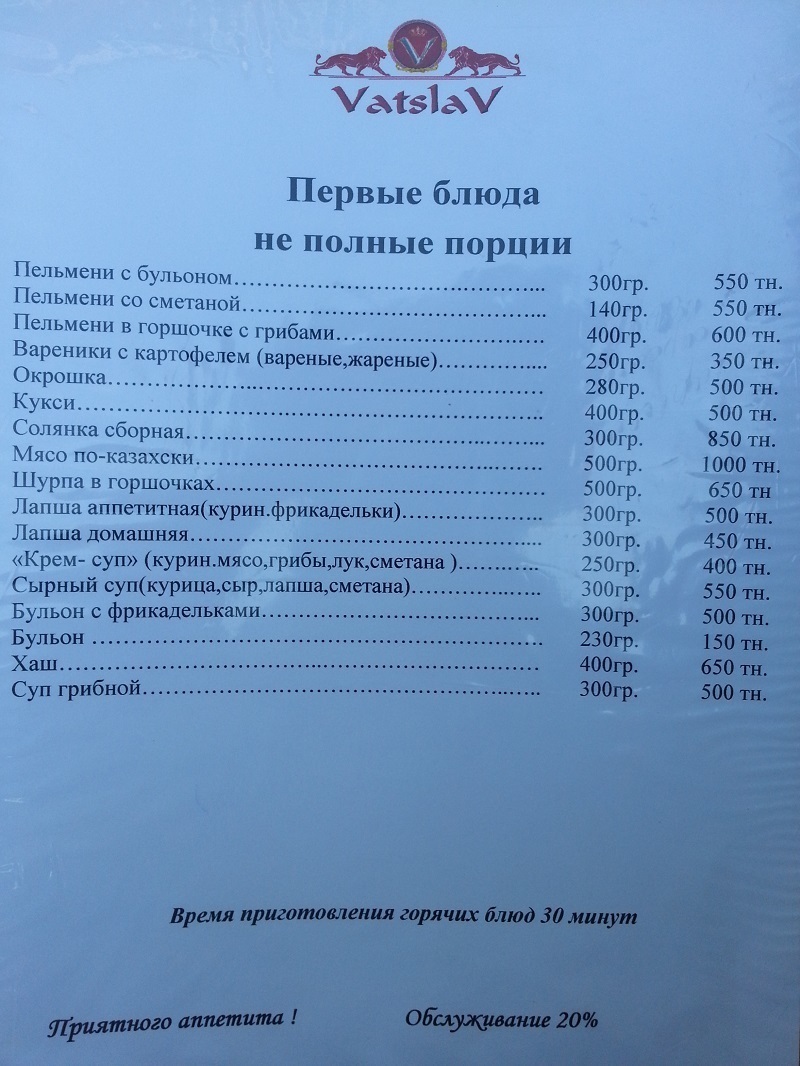 V
VatslaV
Первые блюда
не полные порции
Пельмени с бульоном…………………………………... 300гр. 550 тн.
Пельмени со сметаной…………………………………... 140гр. 550 тн.
Пельмени в горшочке с грибами………………………… 400гр. 600 тн.
Вареники с картофелем (вареные,жареные)…………….... 250гр. 350 тн.
Окрошка…………………………………………………… 280гр. 500 тн.
Кукси……………………………………………………… 400гр. 500 тн.
Солянка сборная…………………………………………... 300гр. 850 тн.
Мясо по-казахски………………………………………… 500гр. 1000 тн.
Шурпа в горшочках……………………………………… 500гр. 650 тн
Лапша аппетитная(курин.фрикадельки)………………….. 300гр. 500 тн.
Лапша домашняя…………………………………………... 300гр. 450 тн.
«Крем- суп» (курин.мясо,грибы,лук,сметана )………….. 250гр. 400 тн.
Сырный суп(курица,сыр,лапша,сметана)………………... 300гр. 550 тн.
Бульон с фрикадельками…………………………………... 300гр. 500 тн.
Бульон …………………………………………………… 230гр. 150 тн.
Хаш………………………………………………………… 400гр. 650 тн.
Суп грибной……………………………………………….. 300гр. 500 тн.
Время приготовления горячих блюд 30 минут
Приятного аппетита ! Обслуживание 20%